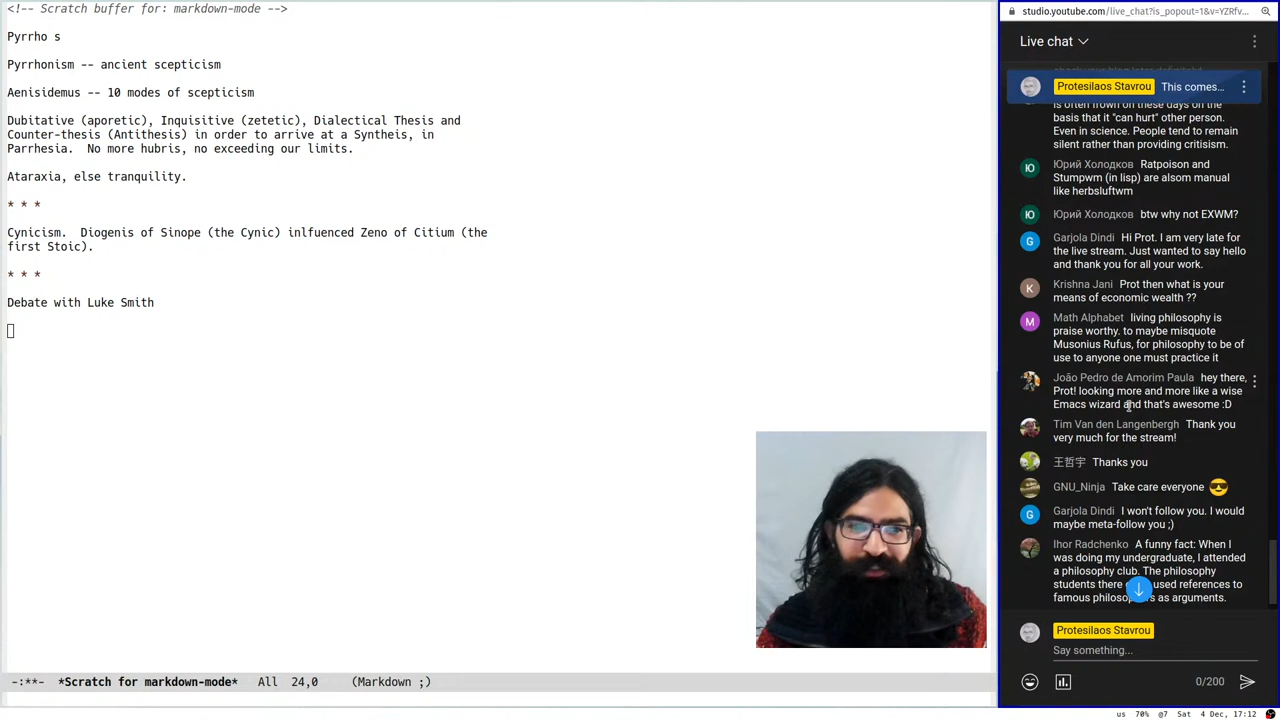 <!-- Scratch buffer for: markdown-mode -->
Pyrrho s
Pyrrhonism -- ancient scepticism
Aenisidemus -- 10 modes of scepticism
Dubitative (aporetic), Inquisitive (zetetic), Dialectical Thesis and
Counter-thesis (Antithesis) in order to arrive at a Syntheis, in
Parrhesia.  No more hubris, no exceeding our limits.
Ataraxia, else tranquility.
* * *
Cynicism.  Diogenis of Sinope (the Cynic) inlfuenced Zeno of Citium (the
first Stoic).
* * *
Debate with Luke Smith
-:**-  *Scratch for markdown-mode*   All  24,0     (Markdown ;)
studio.youtube.com/live_chat?is_popout=1&v=YZRfv...
Live chat
Protesilaos Stavrou This comes...
is often frown on these days on the
basis that it "can hurt" other person.
Even in science. People tend to remain
silent rather than providing critisism.
Ю
Юрий Холодков Ratpoison and
Stumpwm (in lisp) are alsom manual
like herbsluftwm
Ю
Юрий Холодков btw why not EXWM?
G
Garjola Dindi Hi Prot. I am very late for
the live stream. Just wanted to say hello
and thank you for all your work.
K
Krishna Jani Prot then what is your
means of economic wealth ??
M
Math Alphabet living philosophy is
praise worthy. to maybe misquote
Musonius Rufus, for philosophy to be of
use to anyone one must practice it
João Pedro de Amorim Paula hey there,
Prot! looking more and more like a wise
Emacs wizard and that's awesome :D
Tim Van den Langenbergh Thank you
very much for the stream!
王哲宇 Thanks you
GNU_Ninja Take care everyone 😎
G
Garjola Dindi I won't follow you. I would
maybe meta-follow you ;)
Ihor Radchenko A funny fact: When I
was doing my undergraduate, I attended
a philosophy club. The philosophy
students there used references to
famous as arguments.
Protesilaos Stavrou
Say something...
0/200
us 70% @7 Sat 4 Dec, 17:12